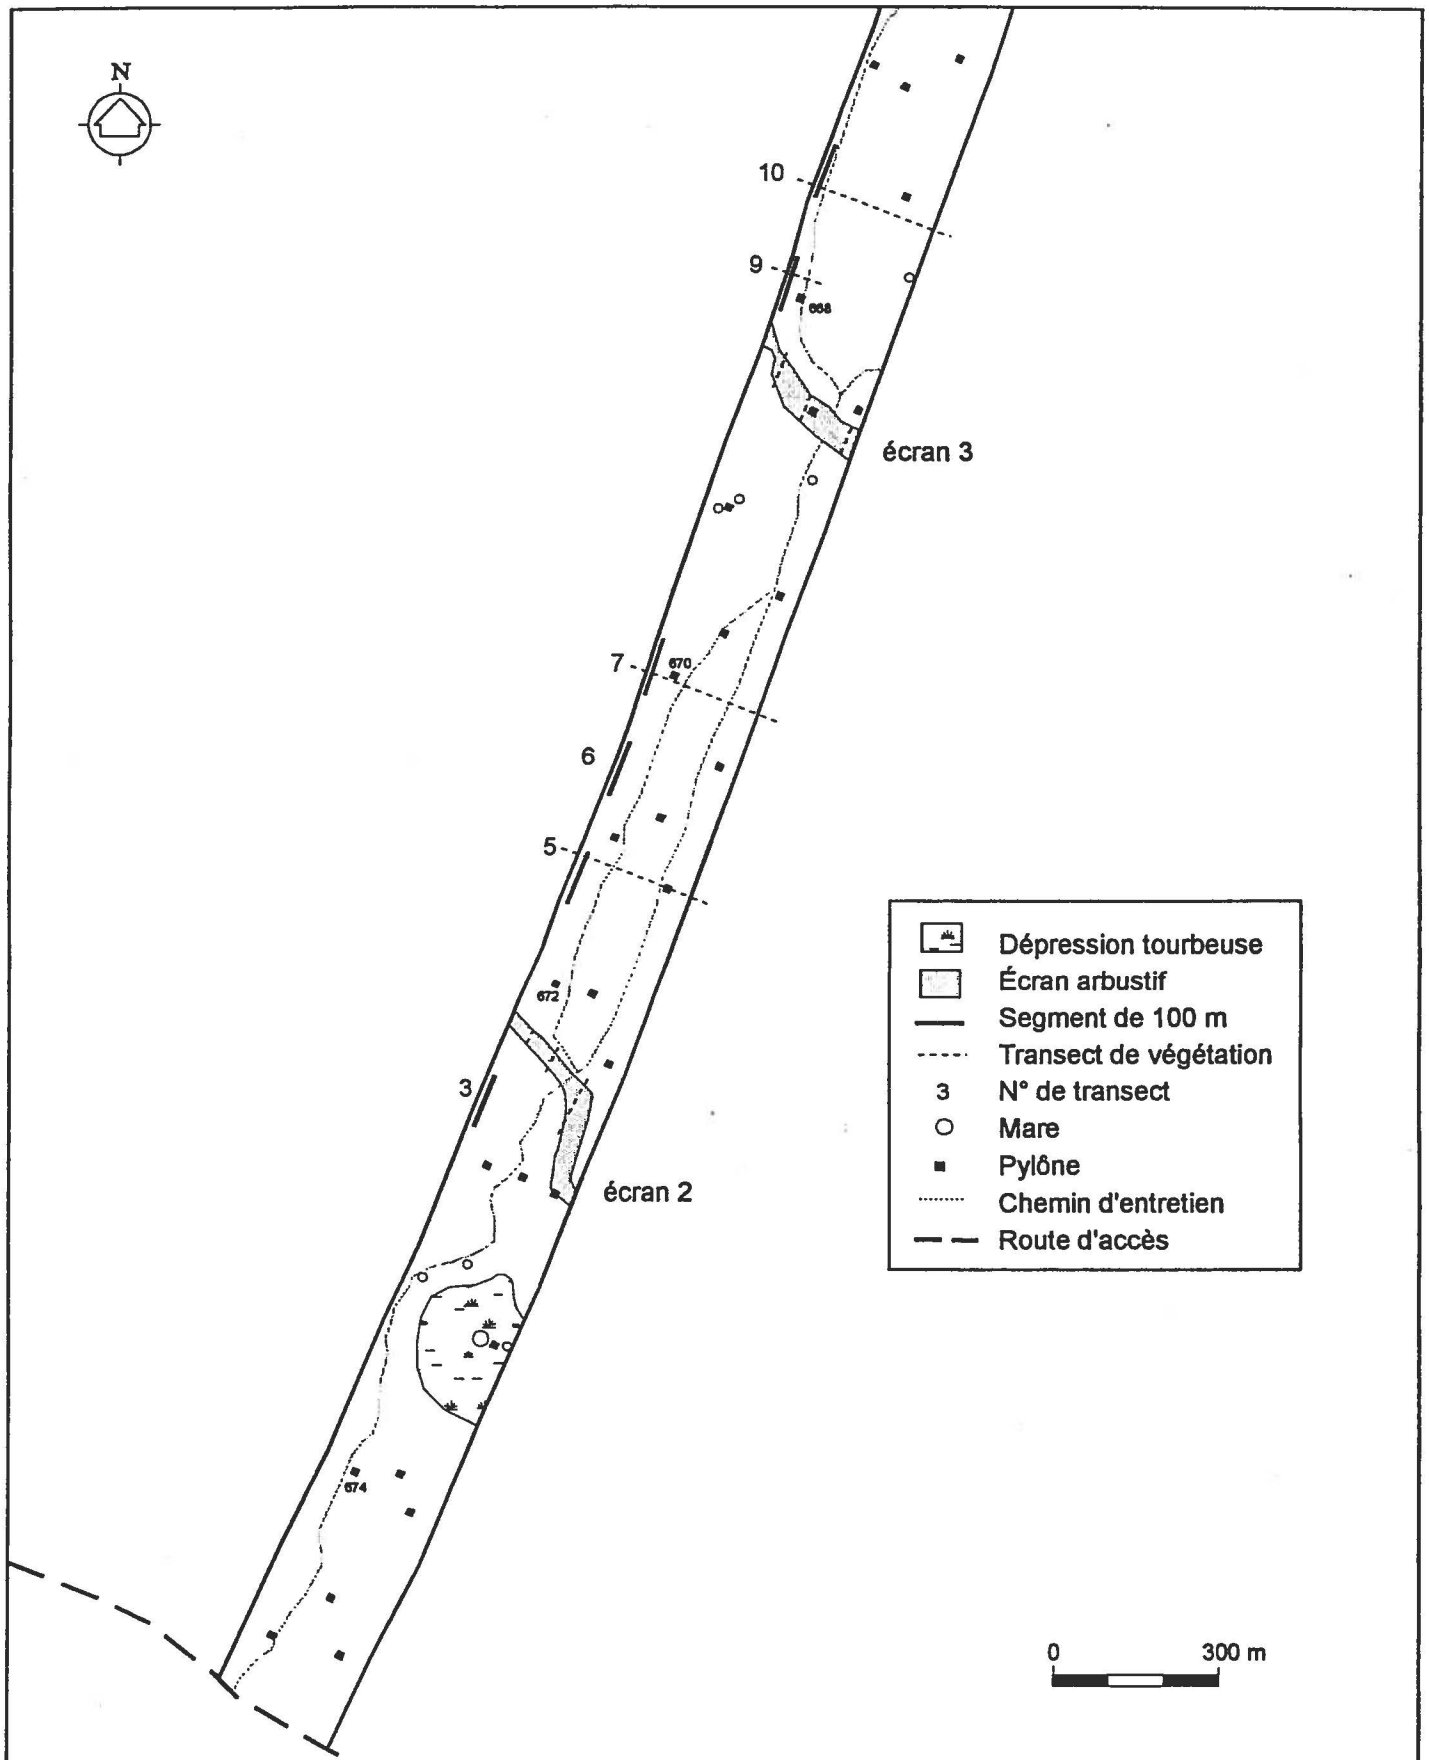 N
10
9
668
écran 3
7
670
6
5
672
3
écran 2
674
Dépression tourbeuse
Écran arbustif
Segment de 100 m
Transect de végétation
3 N° de transect
Mare
Pylône
Chemin d'entretien
Route d'accès
0 300 m